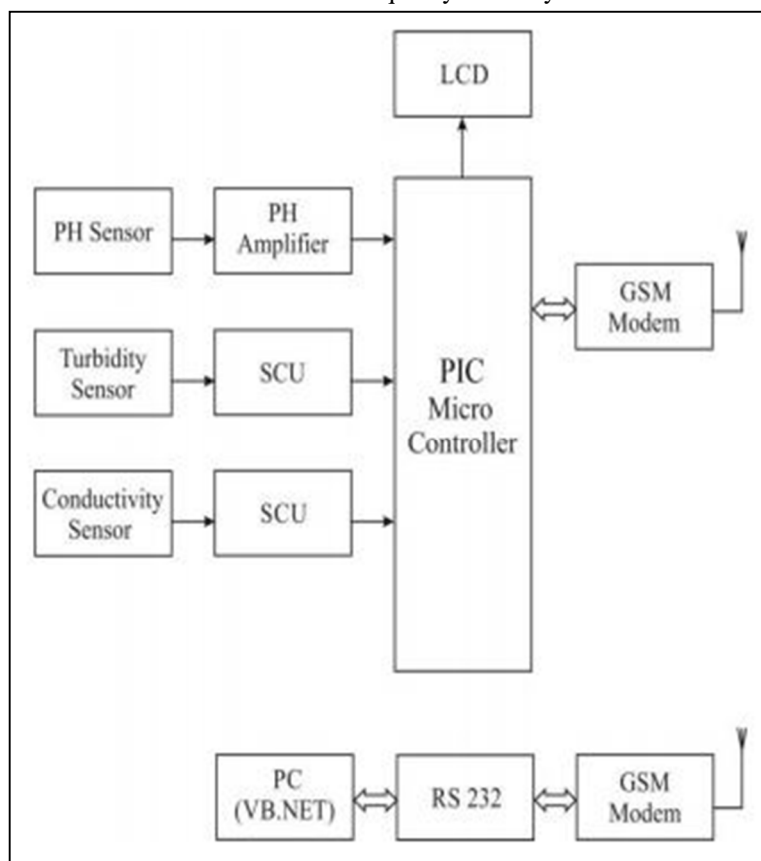 LCD
PH Sensor
PH
Amplifier
GSM
Modem
Turbidity
Sensor
SCU
PIC
Micro
Controller
Conductivity
Sensor
SCU
PC
(VB.NET)
RS 232
GSM
Modem